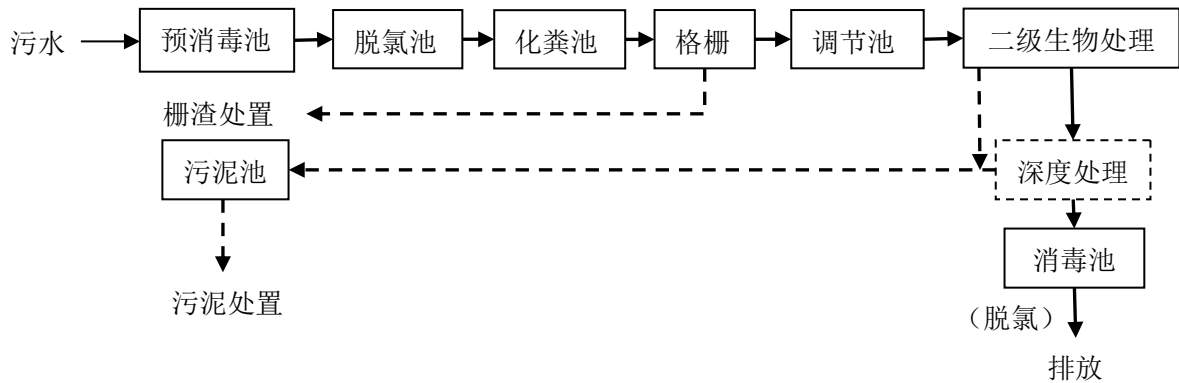 污水
预消毒池
脱氯池
化粪池
格栅
调节池
二级生物处理
栅渣处置
污泥池
深度处理
消毒池
污泥处置
（脱氯）
排放